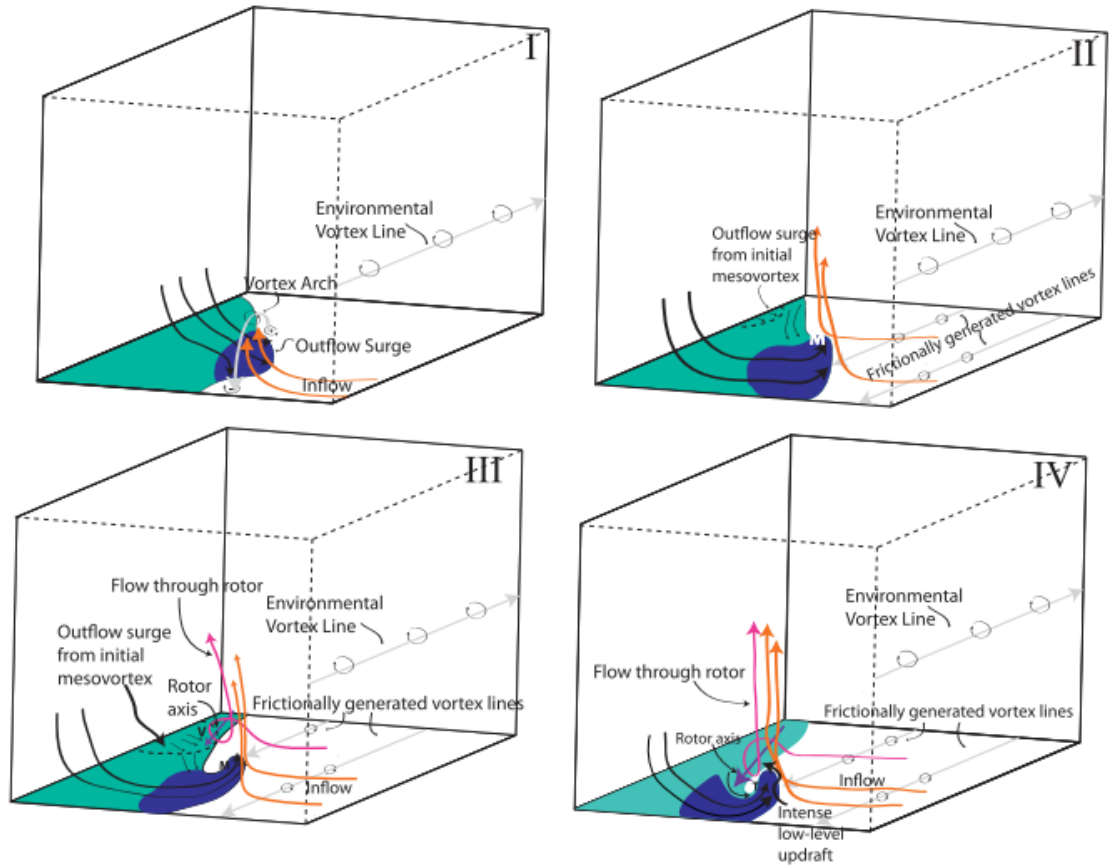 I
Environmental
Vortex Line
Vortex Arch
Outflow Surge
Inflow
II
Environmental
Vortex Line
Outflow surge
from initial
mesovortex
M
Frictionally generated vortex lines
III
Flow through rotor
Environmental
Vortex Line
Outflow surge
from initial
mesovortex
Rotor
axis
V
Frictionally generated vortex lines
M
Inflow
IV
Environmental
Vortex Line
Flow through rotor
Frictionally generated vortex lines
Rotor axis
Inflow
Intense
low-level
updraft